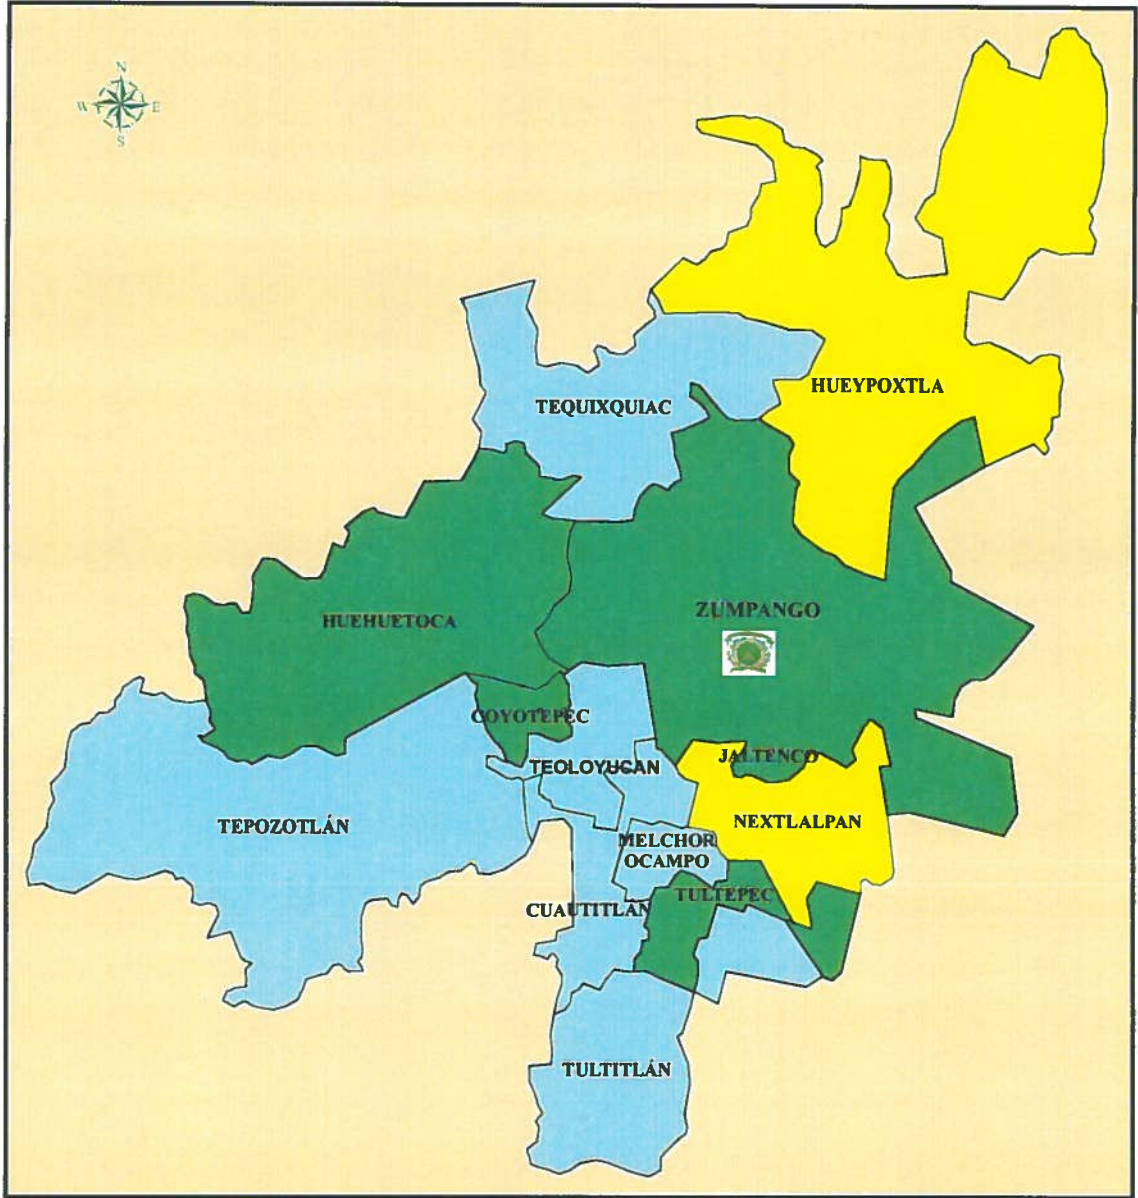 N
W E
S
HUEYPOXTLA
TEQUIXQUIAC
ZUMPANGO
HUEHUETOCA
COYOTEPEC
JALTENCO
TEOLOYUCAN
NEXTLALPAN
TEPOZOTLÁN
MELCHOR
OCAMPO
TULTEPEC
CUAUTITLÁN
TULTITLÁN